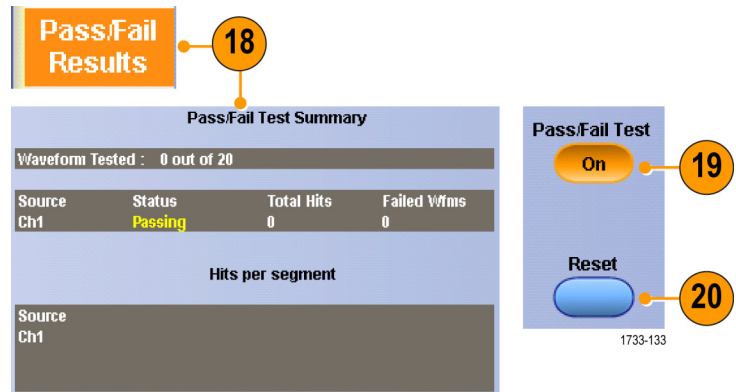 Pass/Fail
Results
18
Pass/Fail Test Summary
Waveform Tested : 0 out of 20
Source Status Total Hits Failed Wfms
Ch1 Passing 0 0
Hits per segment
Source
Ch1
Pass/Fail Test
On
19
Reset
20
1733-133